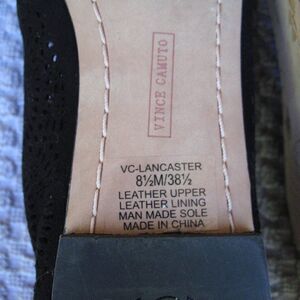 VINCE CAMUTO
VC-LANCASTER
8½M/38½
LEATHER UPPER
LEATHER LINING
MAN MADE SOLE
MADE IN CHINA